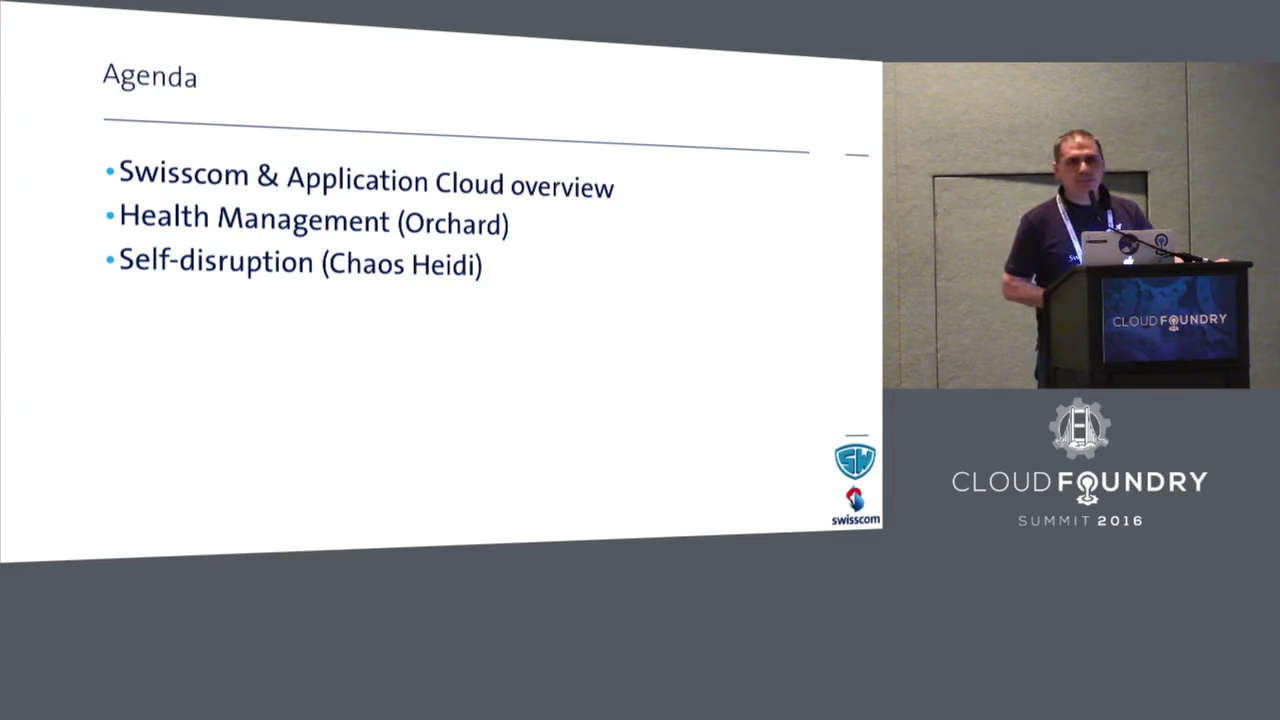 Agenda
• Swisscom & Application Cloud overview
• Health Management (Orchard)
• Self-disruption (Chaos Heidi)
SW
swisscom
CLOUD FOUNDRY
CLOUD FOUNDRY
SUMMIT 2016